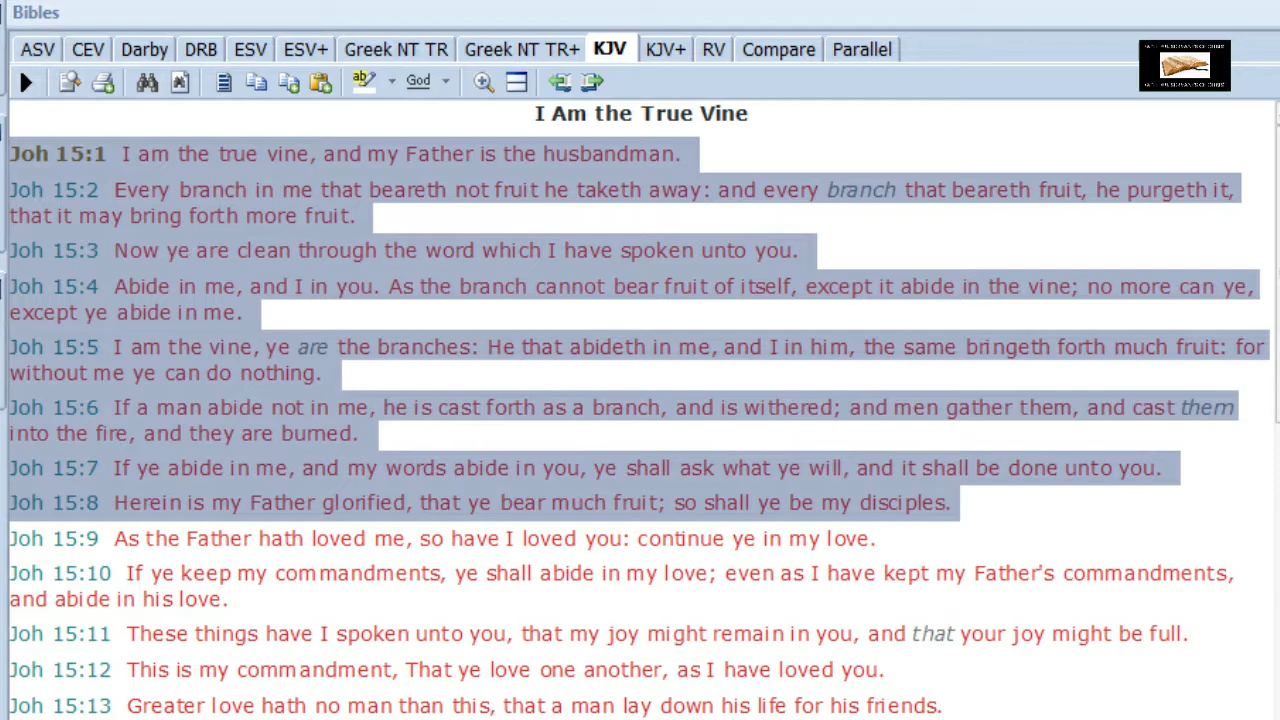 Bibles
ASV CEV Darby DRB ESV ESV+ Greek NT TR Greek NT TR+ KJV KJV+ RV Compare Parallel
ab God
I Am the True Vine
Joh 15:1 I am the true vine, and my Father is the husbandman.
Joh 15:2 Every branch in me that beareth not fruit he taketh away: and every branch that beareth fruit, he purgeth it,
that it may bring forth more fruit.
Joh 15:3 Now ye are clean through the word which I have spoken unto you.
Joh 15:4 Abide in me, and I in you. As the branch cannot bear fruit of itself, except it abide in the vine; no more can ye,
except ye abide in me.
Joh 15:5 I am the vine, ye are the branches: He that abideth in me, and I in him, the same bringeth forth much fruit: for
without me ye can do nothing.
Joh 15:6 If a man abide not in me, he is cast forth as a branch, and is withered; and men gather them, and cast them
into the fire, and they are burned.
Joh 15:7 If ye abide in me, and my words abide in you, ye shall ask what ye will, and it shall be done unto you.
Joh 15:8 Herein is my Father glorified, that ye bear much fruit; so shall ye be my disciples.
Joh 15:9 As the Father hath loved me, so have I loved you: continue ye in my love.
Joh 15:10 If ye keep my commandments, ye shall abide in my love; even as I have kept my Father's commandments,
and abide in his love.
Joh 15:11 These things have I spoken unto you, that my joy might remain in you, and that your joy might be full.
Joh 15:12 This is my commandment, That ye love one another, as I have loved you.
Joh 15:13 Greater love hath no man than this, that a man lay down his life for his friends.